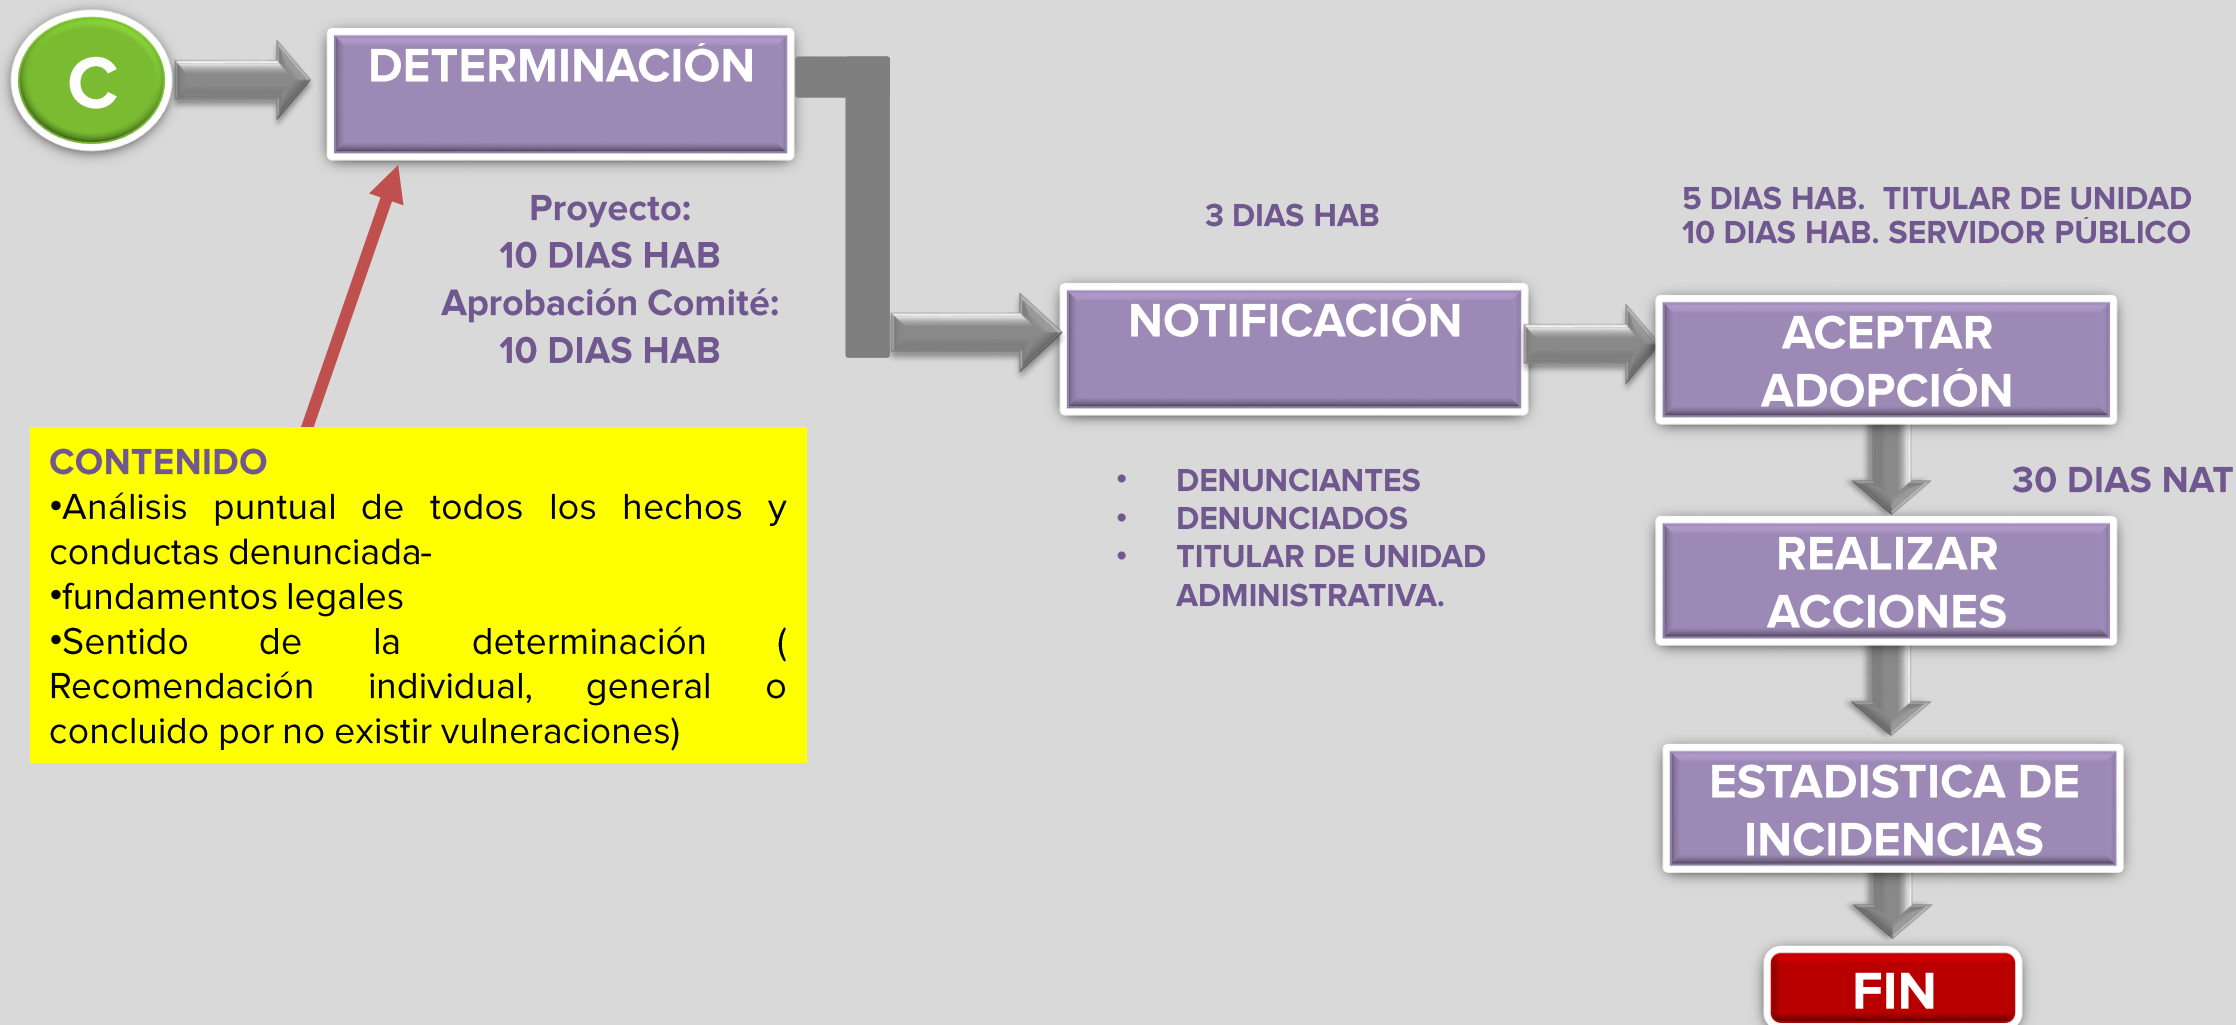 C
DETERMINACIÓN
Proyecto:
10 DIAS HAB
Aprobación Comité:
10 DIAS HAB
CONTENIDO
•Análisis puntual de todos los hechos y
conductas denunciada-
•fundamentos legales
•Sentido de la determinación (
Recomendación individual, general o
concluido por no existir vulneraciones)
3 DIAS HAB
NOTIFICACIÓN
• DENUNCIANTES
• DENUNCIADOS
• TITULAR DE UNIDAD
ADMINISTRATIVA.
5 DIAS HAB. TITULAR DE UNIDAD
10 DIAS HAB. SERVIDOR PÚBLICO
ACEPTAR
ADOPCIÓN
30 DIAS NAT
REALIZAR
ACCIONES
ESTADISTICA DE
INCIDENCIAS
FIN